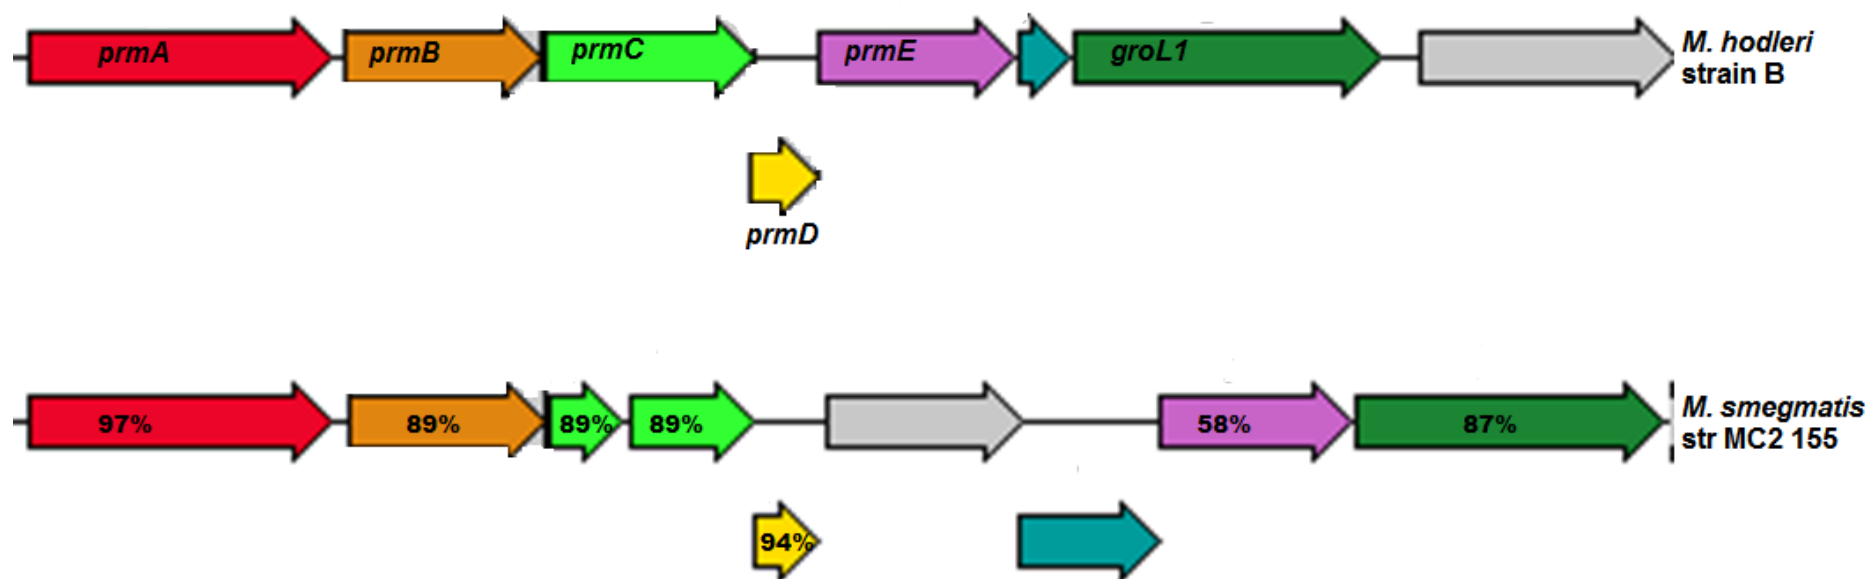 prmA prmB prmC prmE groL1 M. hodleri
strain B
prmD
97% 89% 89% 89% 58% 87% M. smegmatis
str MC2 155
94%